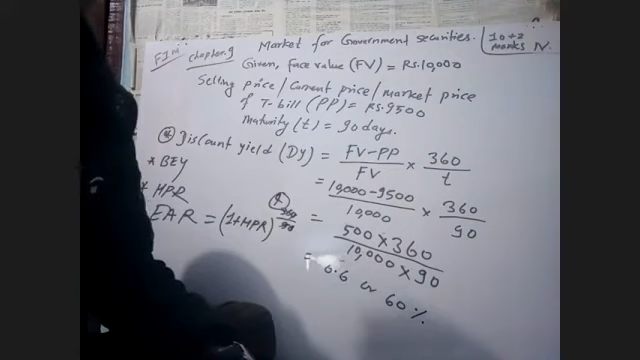 FIM chapter.9 Market for Government securities. 10+2 marks IV.
Given, Face value (FV) = Rs.10,000
Selling price/current price/market price
of T-bill (PP) = Rs.9500
Maturity (t) = 90 days.
* Discount yield (Dy) = FV-PP / FV × 360 / t
* BEY
= 10,000-9500 / 10,000 × 360 / 90
* HPR
EAR = (1+HPR)
= 500 × 360 / 10,000 × 90
= 0.6 or 60%